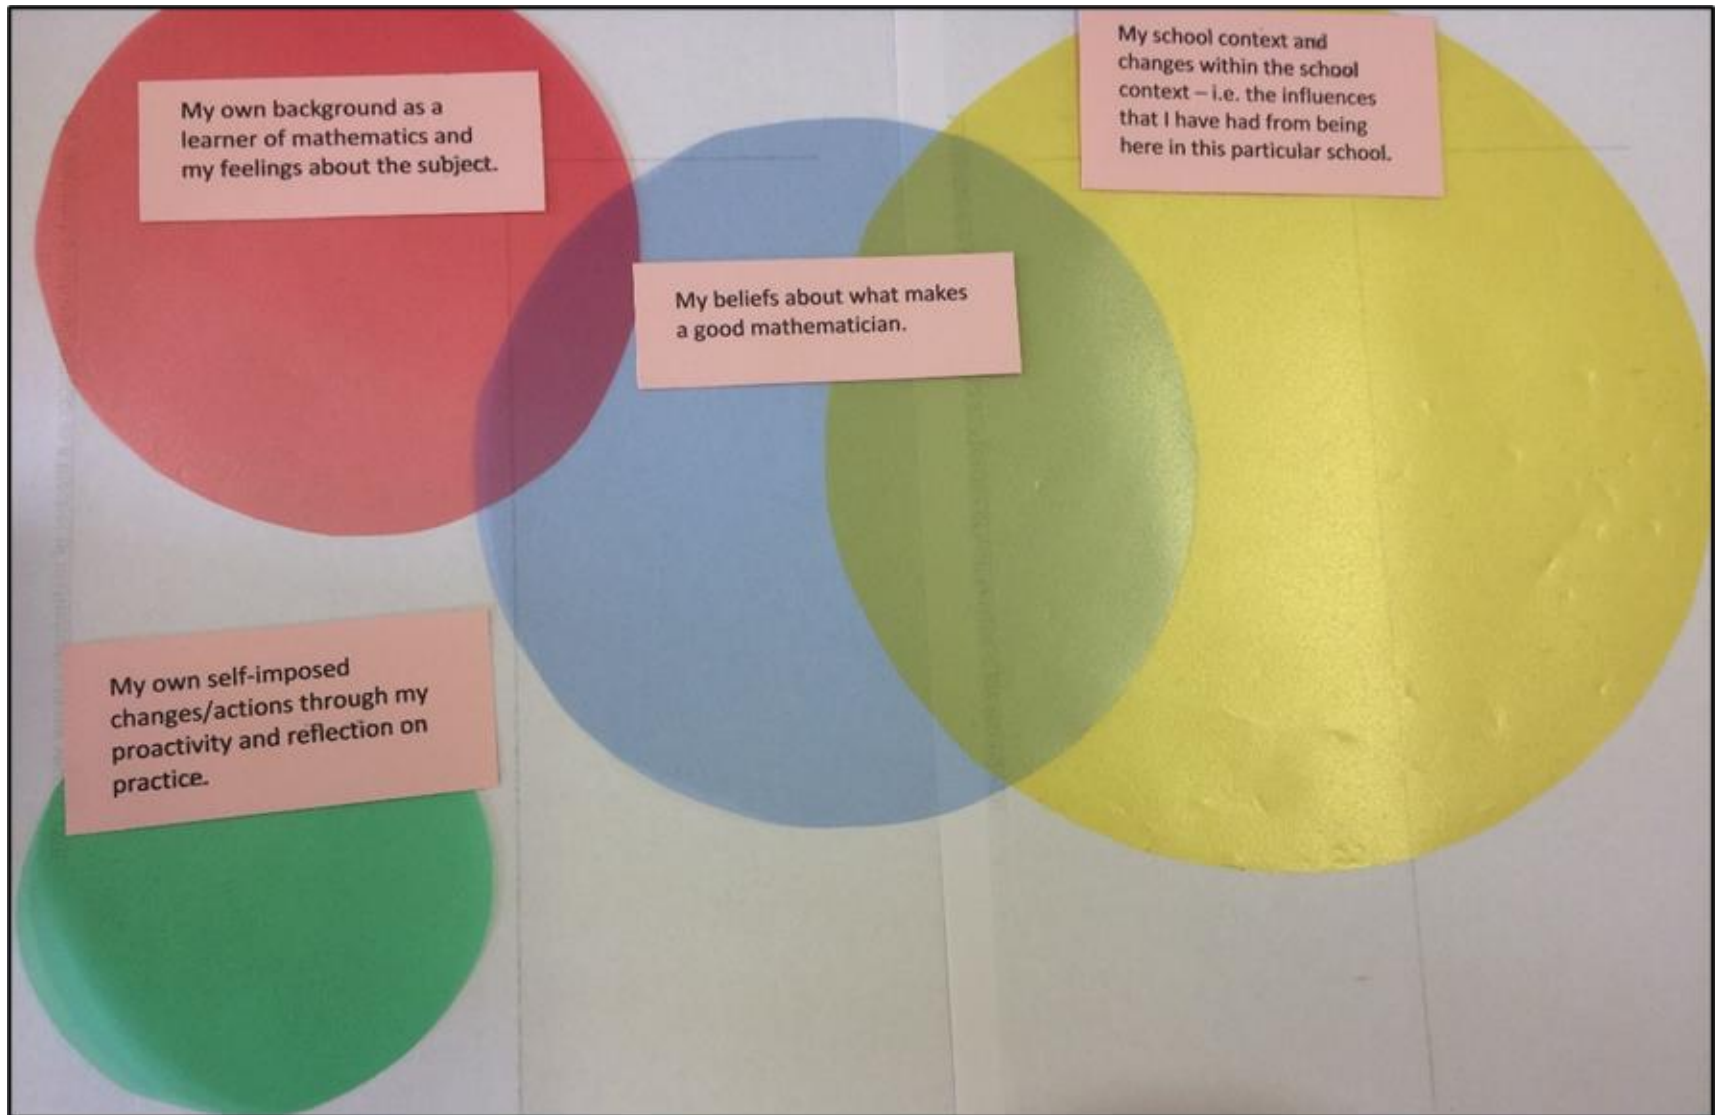 My own background as a
learner of mathematics and
my feelings about the subject.
My school context and
changes within the school
context – i.e. the influences
that I have had from being
here in this particular school.
My beliefs about what makes
a good mathematician.
My own self-imposed
changes/actions through my
proactivity and reflection on
practice.